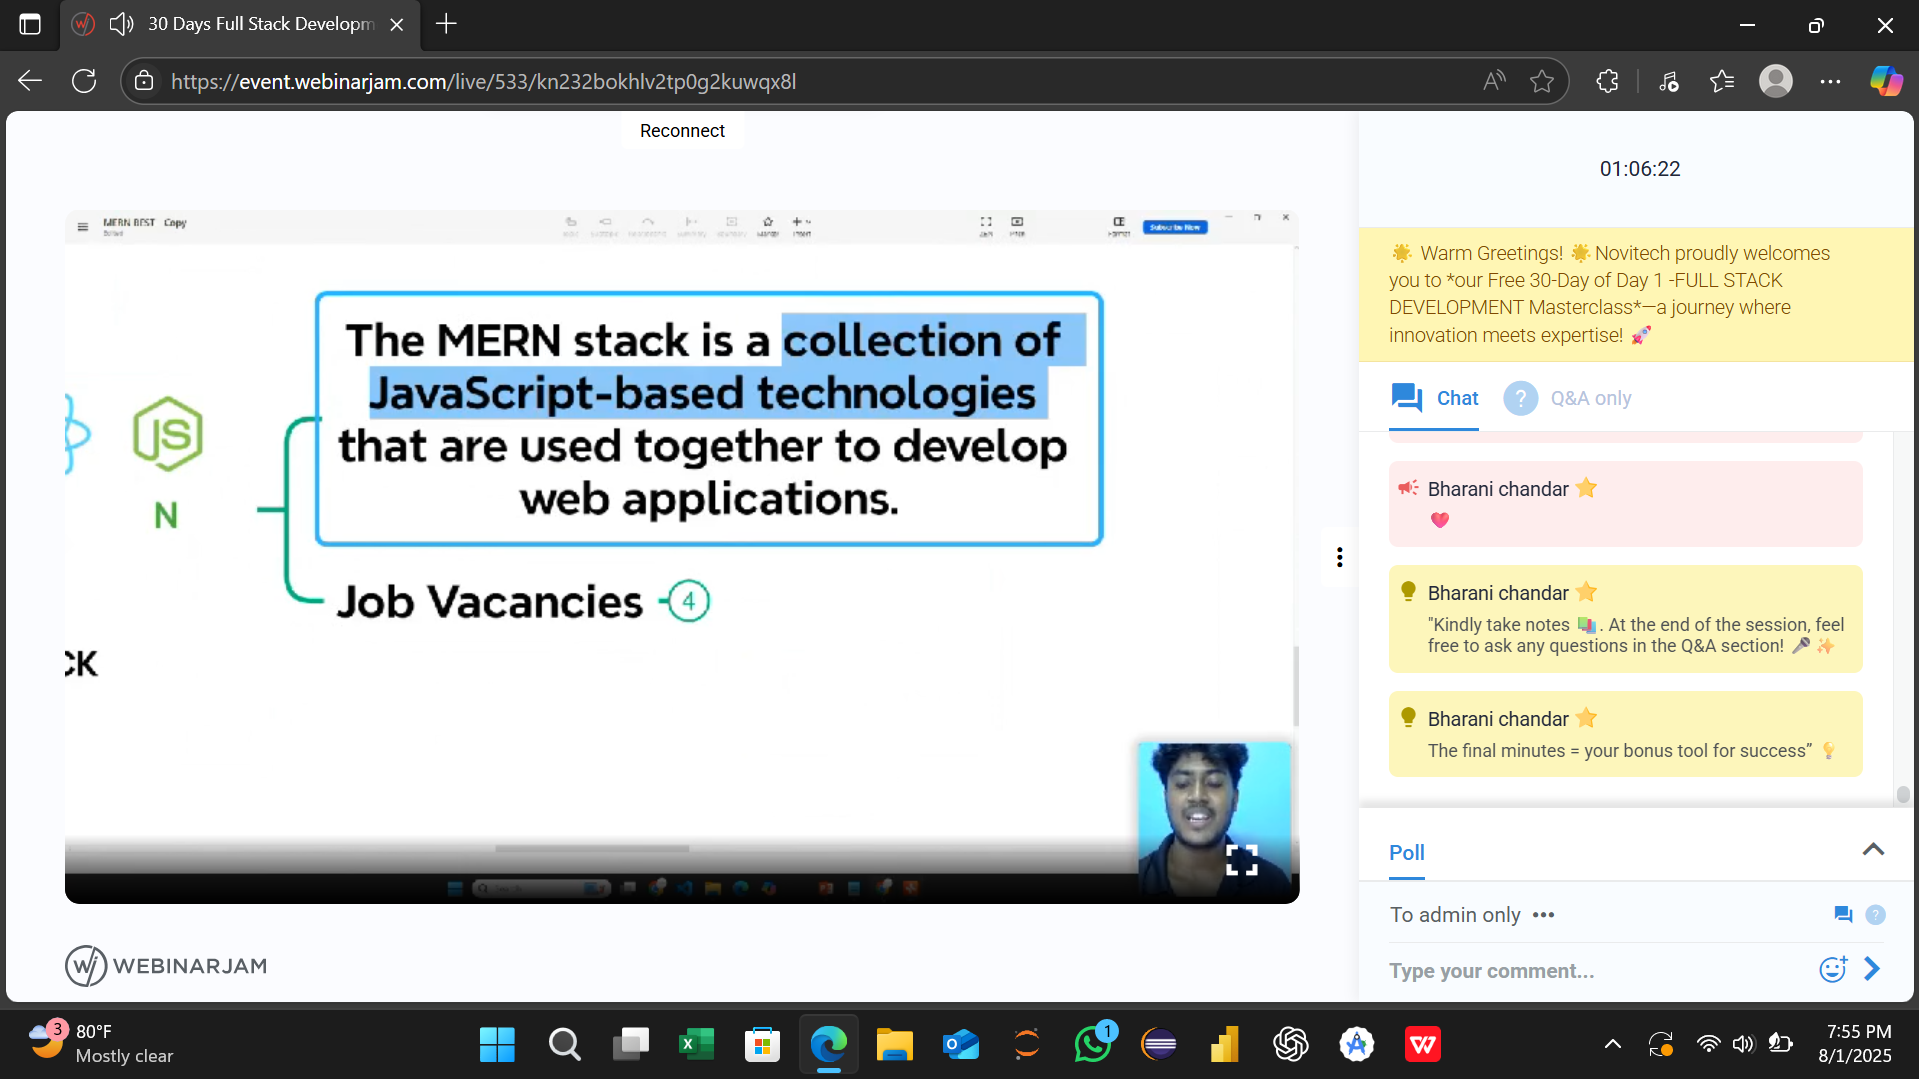 30 Days Full Stack Developm
https://event.webinarjam.com/live/533/kn232bokhlv2tp0g2kuwqx8l
Reconnect
01:06:22
MERN BEST Copy
Edited
Subscribe Now
The MERN stack is a collection of
JavaScript-based technologies
that are used together to develop
web applications.
JS
N
Job Vacancies
4
CK
WEBINARJAM
🌟 Warm Greetings! 🌟 Novitech proudly welcomes
you to *our Free 30-Day of Day 1 -FULL STACK
DEVELOPMENT Masterclass*—a journey where
innovation meets expertise! 🚀
Chat
? Q&A only
Bharani chandar ⭐
Bharani chandar ⭐
"Kindly take notes 📚. At the end of the session, feel
free to ask any questions in the Q&A section! 🎤 ✨
Bharani chandar ⭐
The final minutes = your bonus tool for success” 💡
Poll
To admin only •••
?
Type your comment...
3
80°F
Mostly clear
1
7:55 PM
8/1/2025